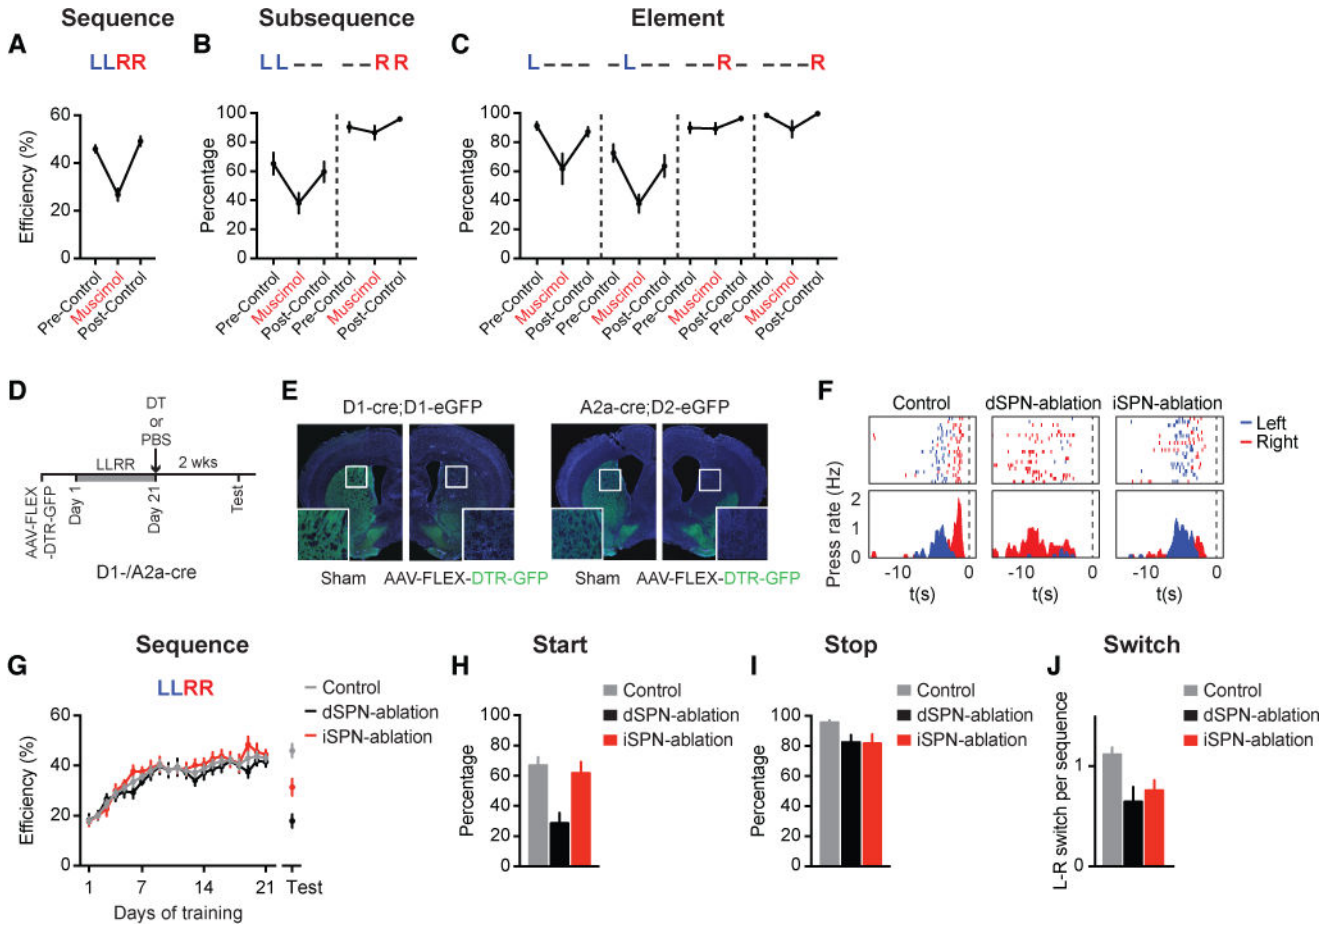 Sequence
Subsequence
Element
A
B
C
LLRR
LL-- --RR
L--- -L-- --R- ---R
Efficiency (%)
60
40
20
0
Pre-Control
Muscimol
Post-Control
Percentage
100
80
60
40
20
0
Pre-Control
Muscimol
Post-Control
Pre-Control
Muscimol
Post-Control
Percentage
100
80
60
40
20
0
Pre-Control
Muscimol
Post-Control
Pre-Control
Muscimol
Post-Control
Pre-Control
Muscimol
Post-Control
Pre-Control
Muscimol
Post-Control
D
DT
or
PBS
LLRR
2 wks
AAV-FLEX
-DTR-GFP
Day 1
Day 21
Test
D1-/A2a-cre
E
D1-cre;D1-eGFP
A2a-cre;D2-eGFP
Sham
AAV-FLEX-DTR-GFP
Sham
AAV-FLEX-DTR-GFP
F
Control
dSPN-ablation
iSPN-ablation
Left
Right
Press rate (Hz)
2
1
0
-10 0
-10 0
-10 0
t(s)
t(s)
t(s)
G
Sequence
LLRR
Control
dSPN-ablation
iSPN-ablation
Efficiency (%)
60
40
20
0
1 7 14 21 Test
Days of training
H
Start
Control
dSPN-ablation
iSPN-ablation
Percentage
100
80
60
40
20
0
I
Stop
Control
dSPN-ablation
iSPN-ablation
Percentage
100
80
60
40
20
0
J
Switch
Control
dSPN-ablation
iSPN-ablation
L-R switch per sequence
1
0